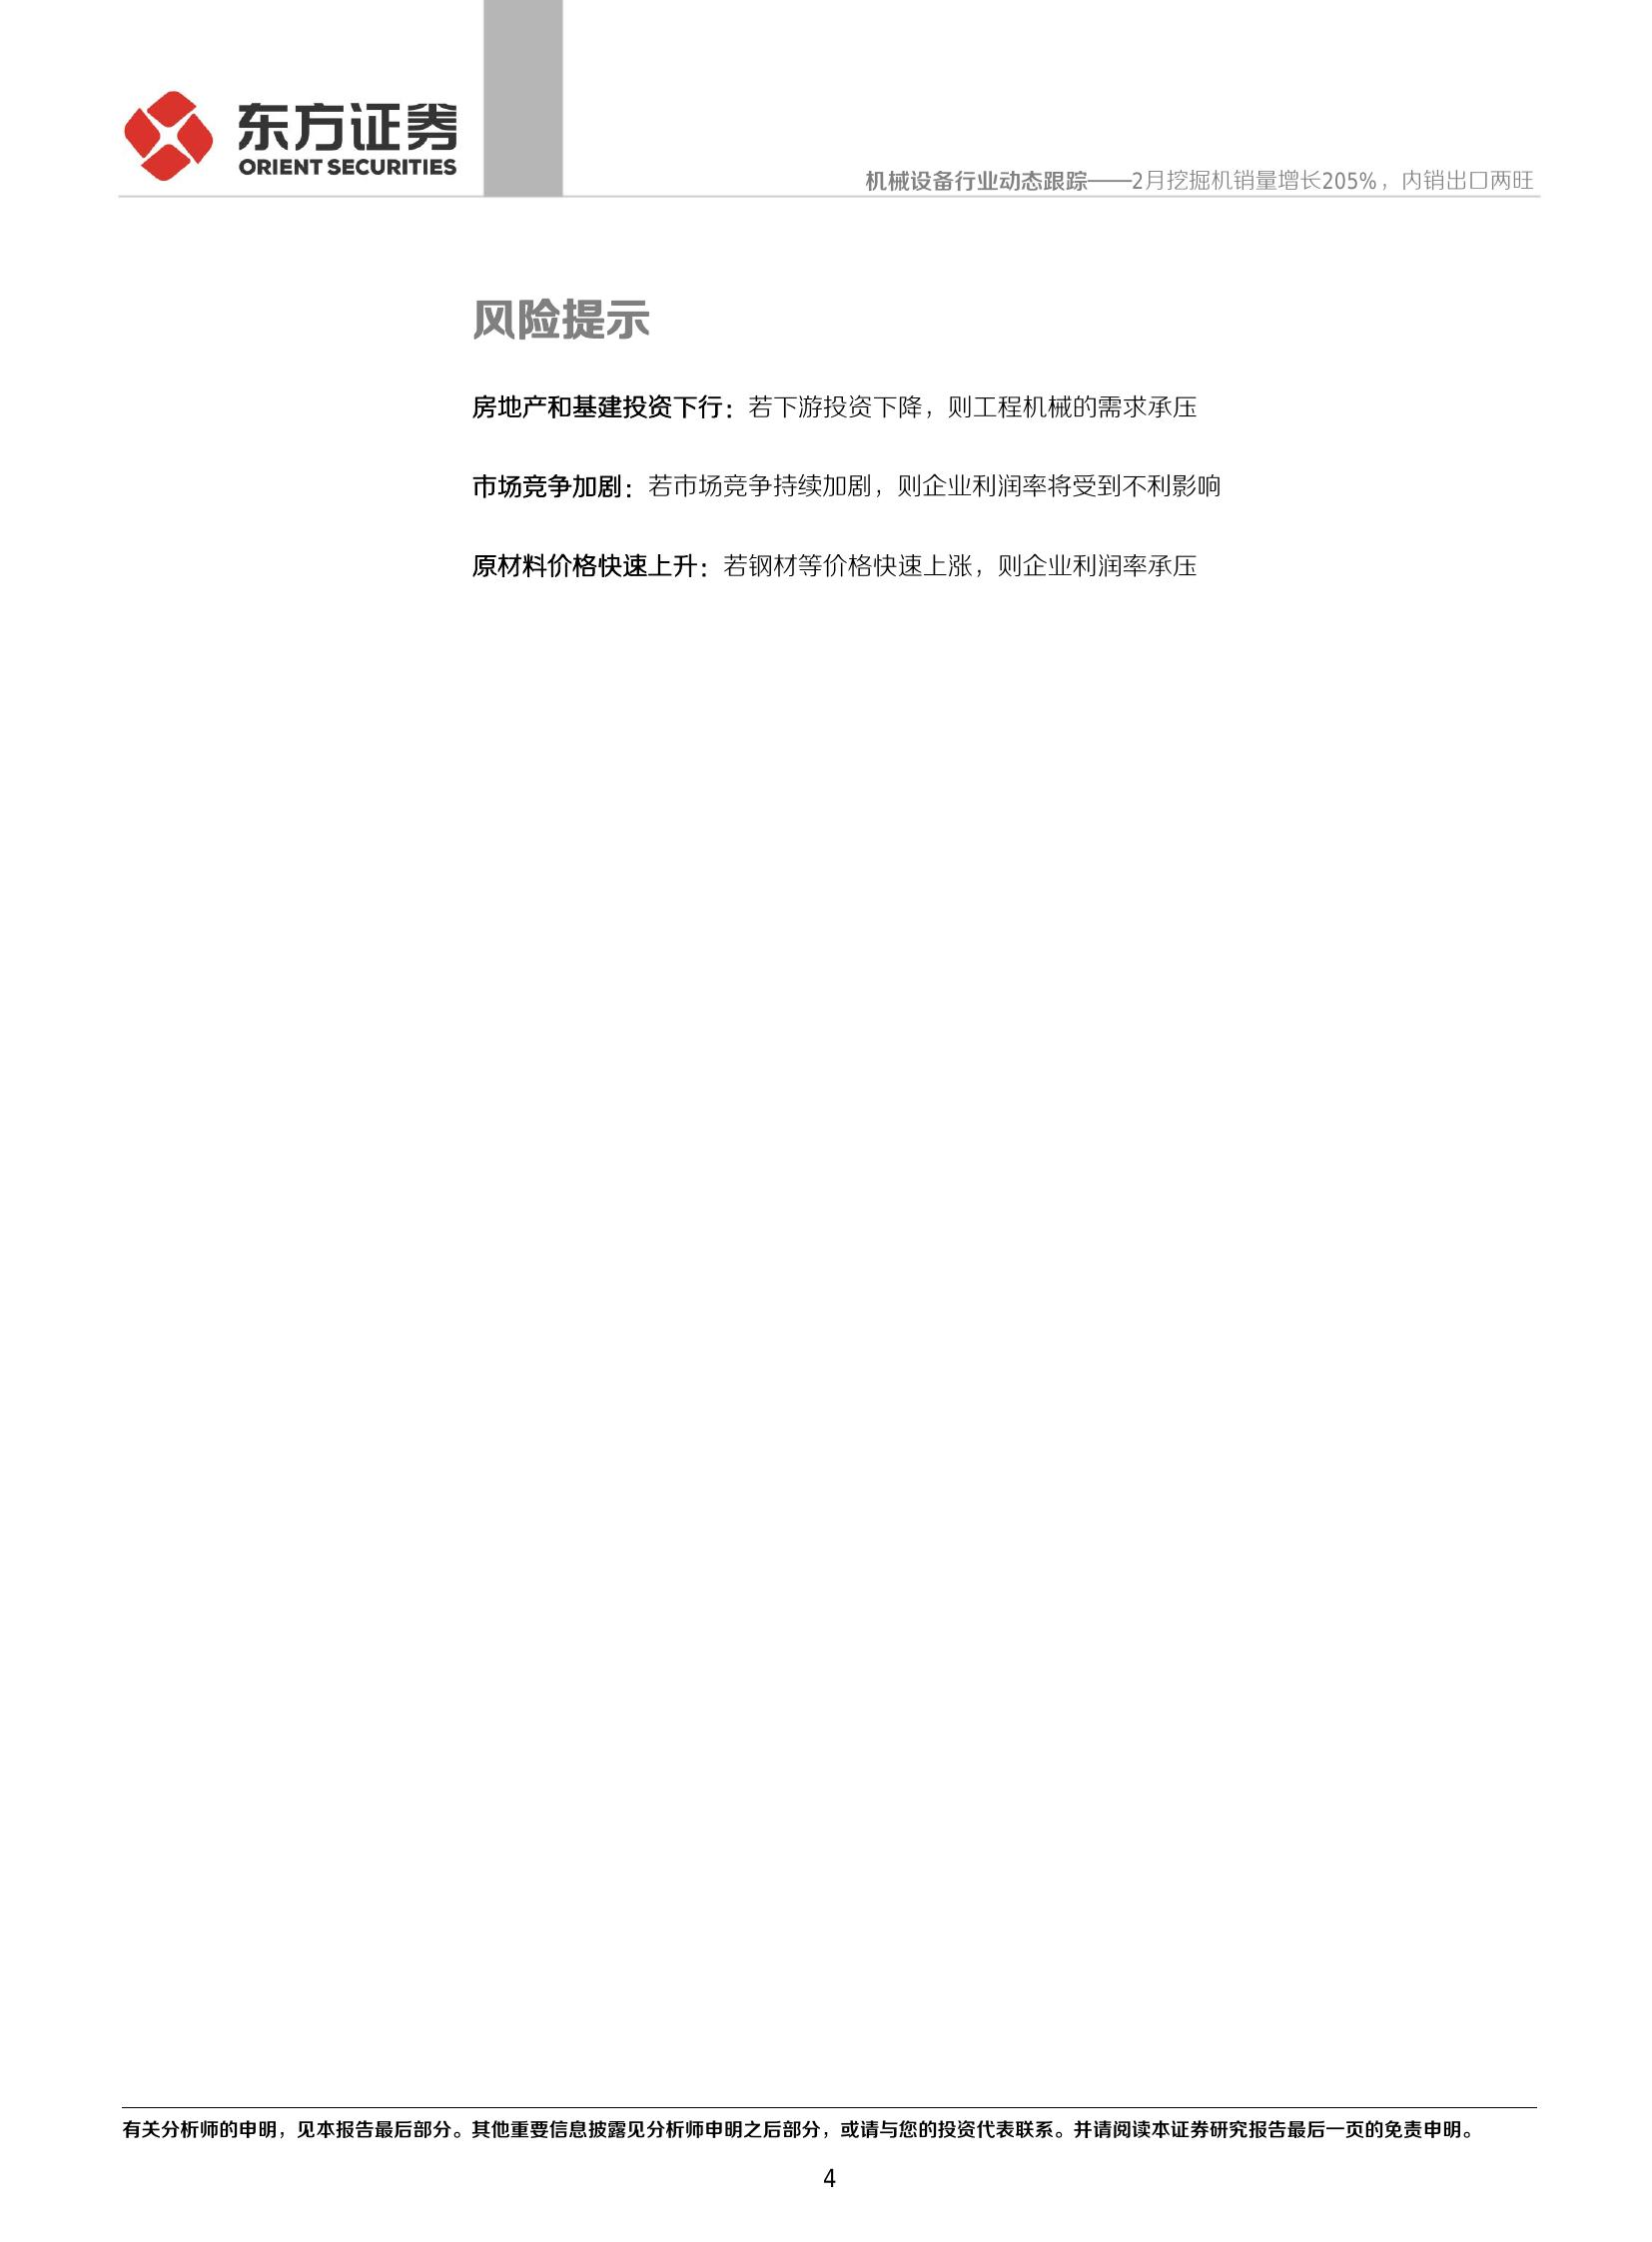 东方证券
ORIENT SECURITIES
机械设备行业动态跟踪——2月挖掘机销量增长205%，内销出口两旺
风险提示
房地产和基建投资下行：若下游投资下降，则工程机械的需求承压
市场竞争加剧：若市场竞争持续加剧，则企业利润率将受到不利影响
原材料价格快速上升：若钢材等价格快速上涨，则企业利润率承压
有关分析师的申明，见本报告最后部分。其他重要信息披露见分析师申明之后部分，或请与您的投资代表联系。并请阅读本证券研究报告最后一页的免责申明。
4